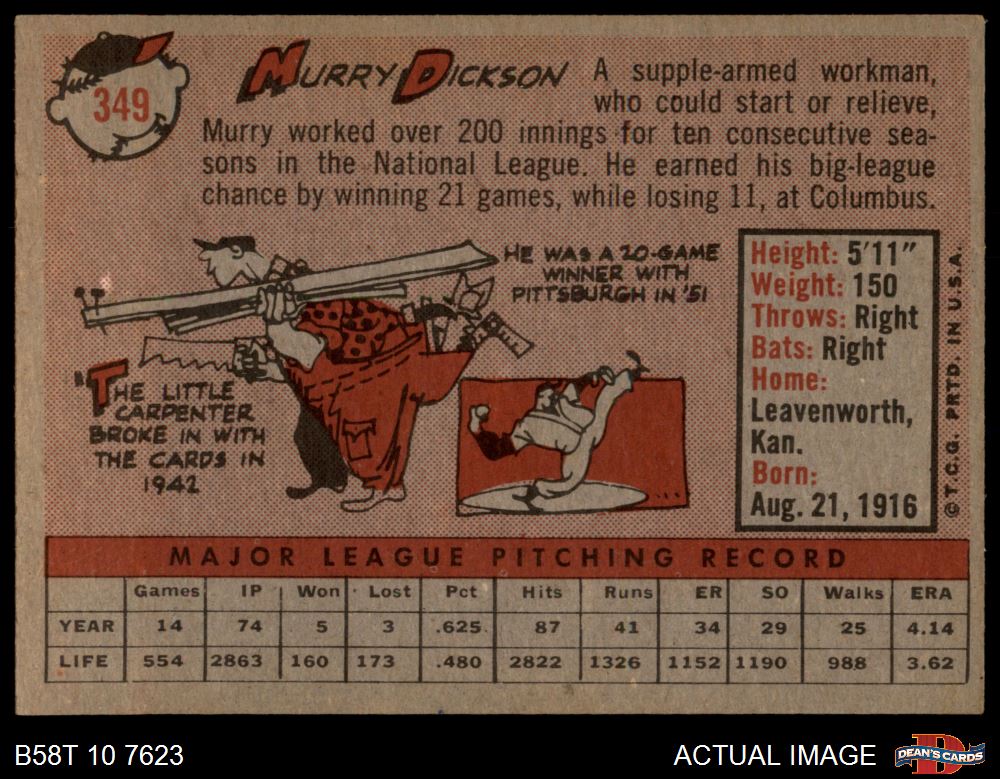 349
MURRY DICKSON
A supple-armed workman,
who could start or relieve,
Murry worked over 200 innings for ten consecutive sea-
sons in the National League. He earned his big-league
chance by winning 21 games, while losing 11, at Columbus.
HE WAS A 20-GAME
WINNER WITH
PITTSBURGH IN '51
"THE LITTLE
CARPENTER
BROKE IN WITH
THE CARDS IN
1942
Height: 5'11"
Weight: 150
Throws: Right
Bats: Right
Home:
Leavenworth,
Kan.
Born:
Aug. 21, 1916
© T.C.G. PRTD. IN U.S.A.
MAJOR LEAGUE PITCHING RECORD
Games IP Won Lost Pct Hits Runs ER SO Walks ERA
YEAR 14 74 5 3 .625 87 41 34 29 25 4.14
LIFE 554 2863 160 173 .480 2822 1326 1152 1190 988 3.62
B58T 10 7623
ACTUAL IMAGE
D
DEAN'S CARDS